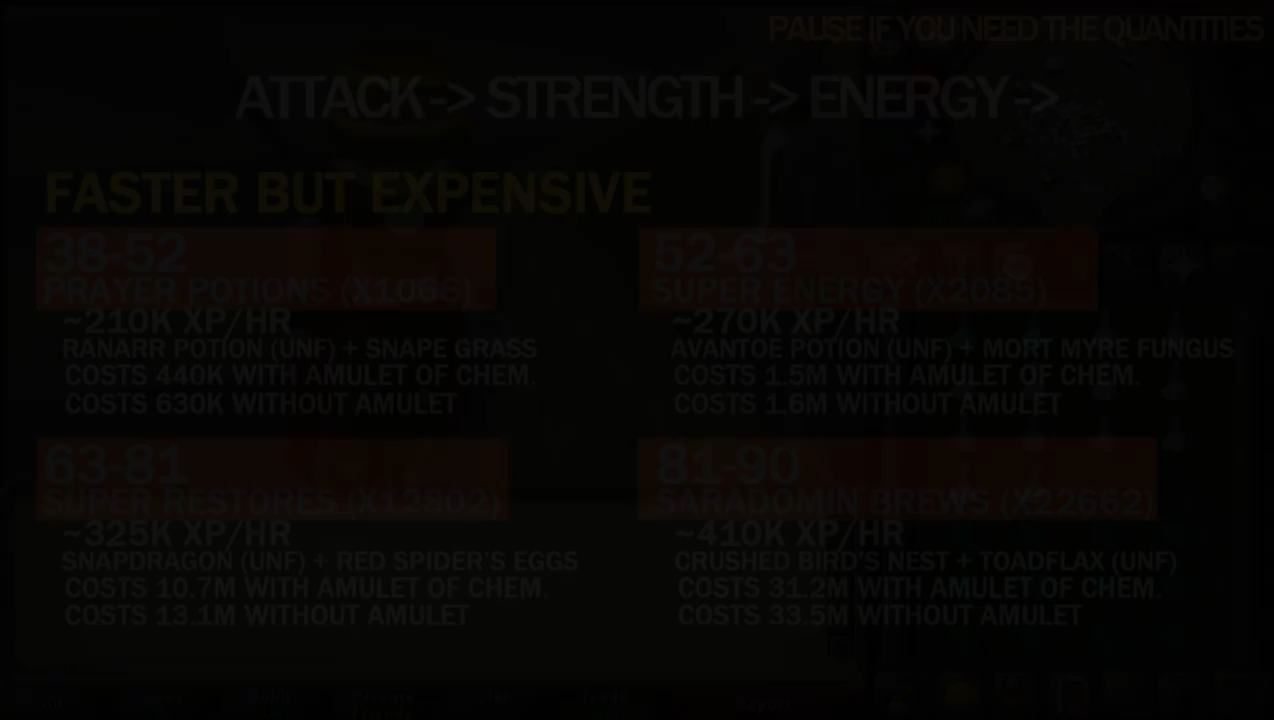 PAUSE IF YOU NEED THE QUANTITIES
ATTACK -> STRENGTH -> ENERGY ->
FASTER BUT EXPENSIVE
38-52
PRAYER POTIONS (X1066)
~210K XP/HR
RANARR POTION (UNF) + SNAPE GRASS
COSTS 440K WITH AMULET OF CHEM.
COSTS 630K WITHOUT AMULET
52-63
SUPER ENERGY (X2085)
~270K XP/HR
AVANTOE POTION (UNF) + MORT MYRE FUNGUS
COSTS 1.5M WITH AMULET OF CHEM.
COSTS 1.6M WITHOUT AMULET
63-81
SUPER RESTORES (X12802)
~325K XP/HR
SNAPDRAGON (UNF) + RED SPIDER'S EGGS
COSTS 10.7M WITH AMULET OF CHEM.
COSTS 13.1M WITHOUT AMULET
81-90
SARADOMIN BREWS (X22662)
~410K XP/HR
CRUSHED BIRD'S NEST + TOADFLAX (UNF)
COSTS 31.2M WITH AMULET OF CHEM.
COSTS 33.5M WITHOUT AMULET
Report